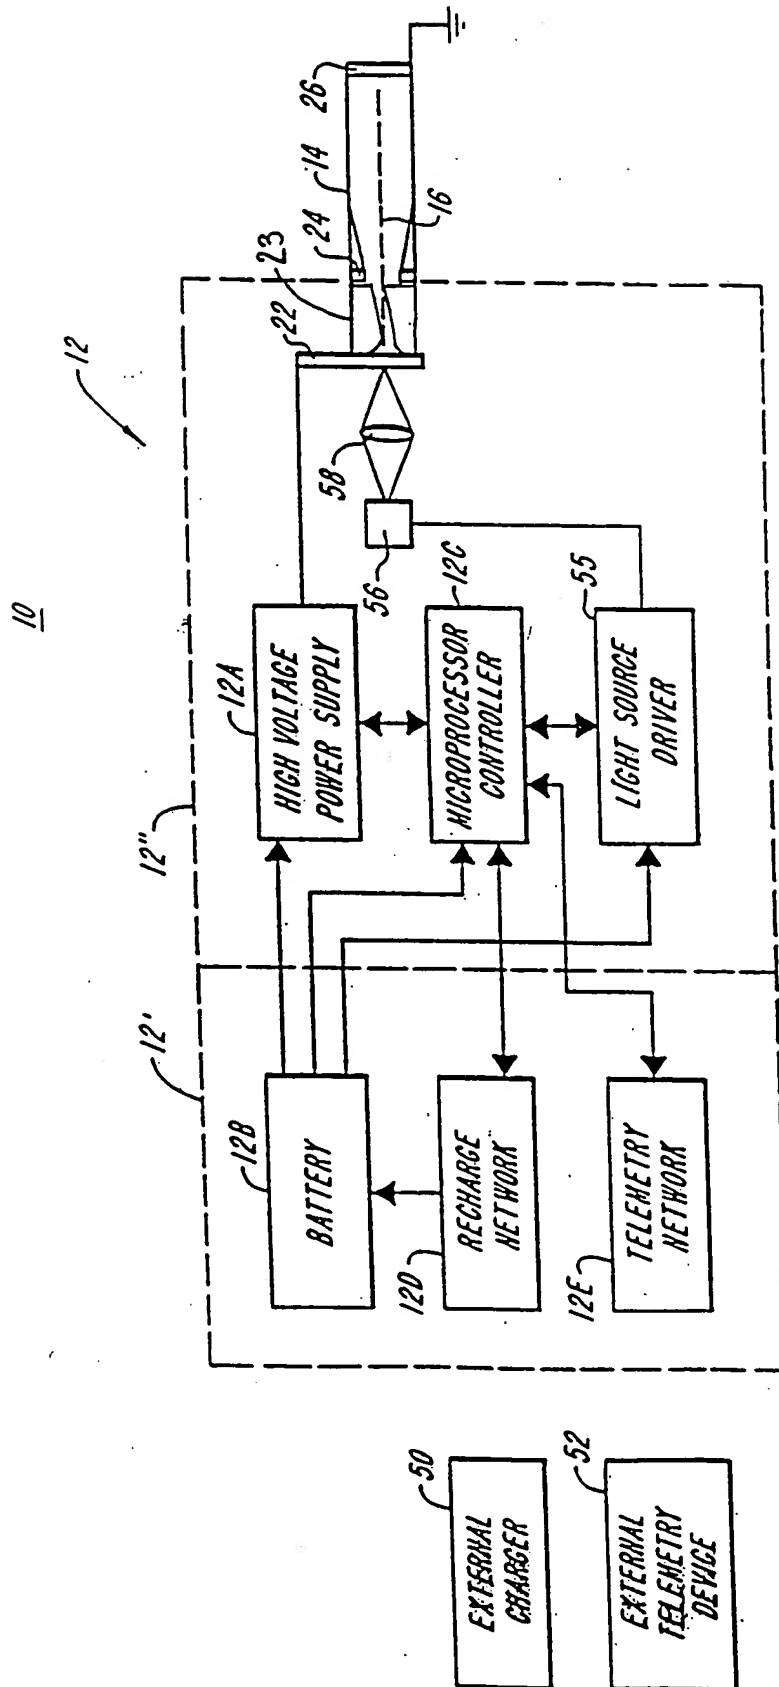 10
12
12'
12"
12B
BATTERY
12D
RECHARGE
NETWORK
12E
TELEMETRY
NETWORK
12A
HIGH VOLTAGE
POWER SUPPLY
12C
MICROPROCESSOR
CONTROLLER
55
LIGHT SOURCE
DRIVER
56
58
22
23
24
14
16
26
50
EXTERNAL
CHARGER
52
EXTERNAL
TELEMETRY
DEVICE